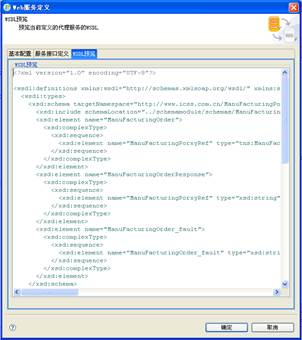 Web服务定义
WSDL预览
预览当前定义的代理服务的WSDL
基本配置 服务接口定义 WSDL预览
WSDL预览
<?xml version="1.0" encoding="UTF-8"?>
<wsdl:definitions xmlns:wsdl="http://schemas.xmlsoap.org/wsdl/" xmlns:s
<wsdl:types>
<xsd:schema targetNamespace="http://www.icss.com.cn/ManuFacturingPorxy
<xsd:include schemaLocation="../schemamodule/schemas/ManuFacturing
<xsd:element name="ManuFacturingOrder">
<xsd:complexType>
<xsd:sequence>
<xsd:element name="ManuFacturingPorxyRef" type="tns:ManuFact
</xsd:sequence>
</xsd:complexType>
</xsd:element>
<xsd:element name="ManuFacturingOrderResponse">
<xsd:complexType>
<xsd:sequence>
<xsd:element name="ManuFacturingPorxyRef" type="xsd:string"
</xsd:sequence>
</xsd:complexType>
</xsd:element>
<xsd:element name="ManuFacturingOrder_fault">
<xsd:complexType>
<xsd:sequence>
<xsd:element name="ManuFacturingOrder_fault" type="xsd:stri
</xsd:sequence>
</xsd:complexType>
</xsd:element>
</xsd:schema>
确定 取消